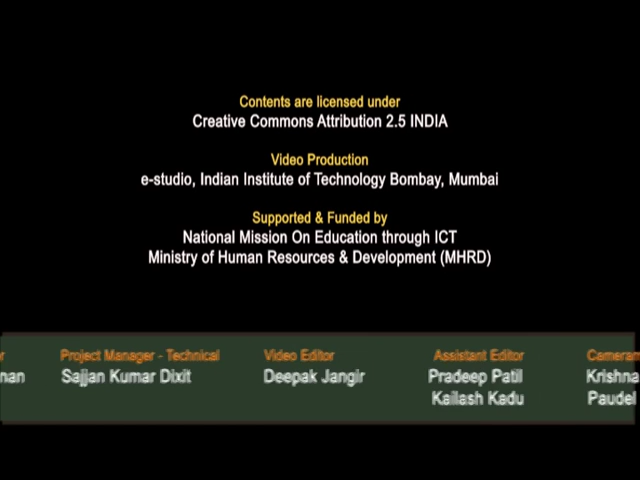 Contents are licensed under
Creative Commons Attribution 2.5 INDIA
Video Production
e-studio, Indian Institute of Technology Bombay, Mumbai
Supported & Funded by
National Mission On Education through ICT
Ministry of Human Resources & Development (MHRD)
Project Manager - Technical Video Editor Assistant Editor
Sajjan Kumar Dixit Deepak Jangir Pradeep Patil Krishna
Kailash Kadu Paudel